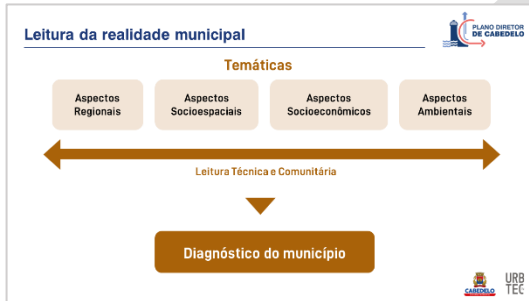 Leitura da realidade municipal
PLANO DIRETOR
DE CABEDELO
Temáticas
Aspectos
Regionais
Aspectos
Socioespaciais
Aspectos
Socioeconômicos
Aspectos
Ambientais
Leitura Técnica e Comunitária
Diagnóstico do município
CABEDELO
URB
TEC